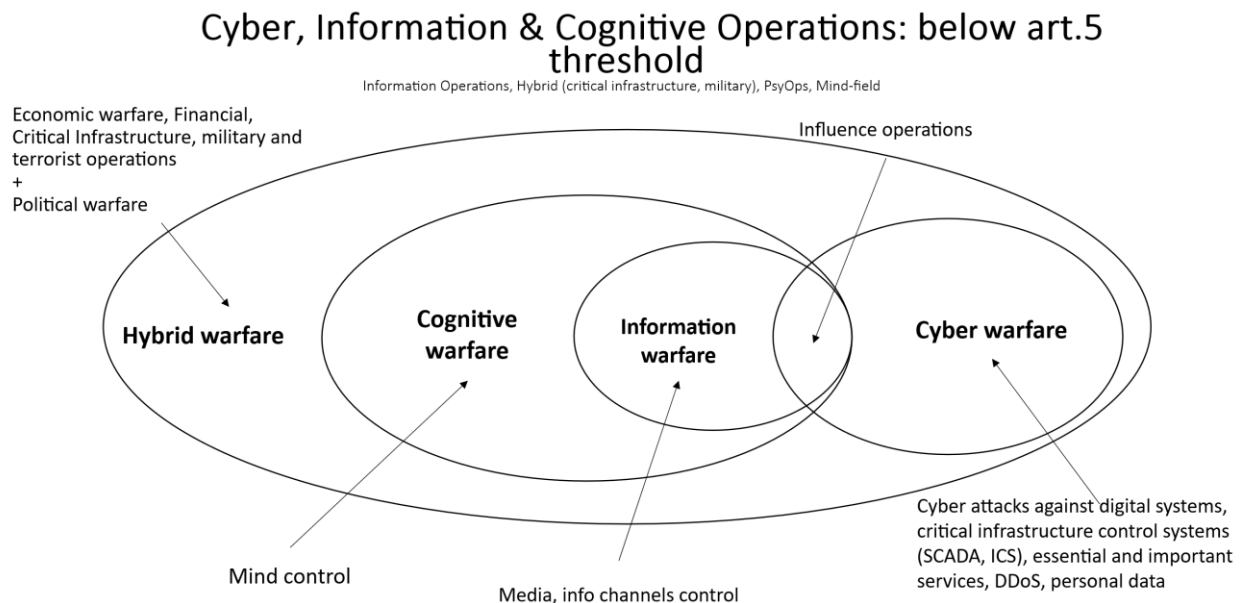 Cyber, Information & Cognitive Operations: below art.5
threshold
Information Operations, Hybrid (critical infrastructure, military), PsyOps, Mind-field
Economic warfare, Financial,
Critical Infrastructure, military and
terrorist operations
+
Political warfare
Influence operations
Hybrid warfare
Cognitive
warfare
Information
warfare
Cyber warfare
Mind control
Media, info channels control
Cyber attacks against digital systems,
critical infrastructure control systems
(SCADA, ICS), essential and important
services, DDoS, personal data